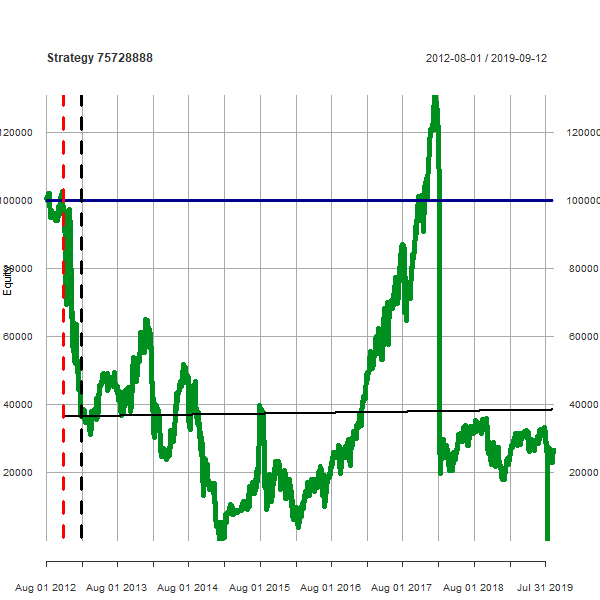 Strategy 75728888 2012-08-01 / 2019-09-12
120000 120000
100000 100000
80000 80000
Equity
60000 60000
40000 40000
20000 20000
Aug 01 2012 Aug 01 2013 Aug 01 2014 Aug 01 2015 Aug 01 2016 Aug 01 2017 Aug 01 2018 Jul 31 2019